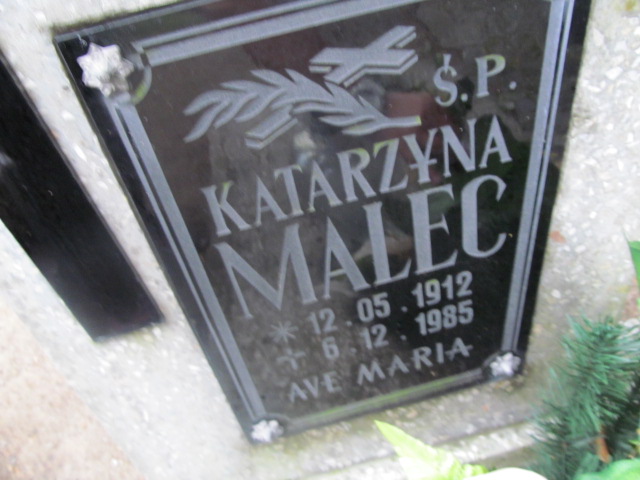 Ś.P.
KATARZYNA
MALEC
* 12.05.1912
+ 6.12.1985
AVE MARIA